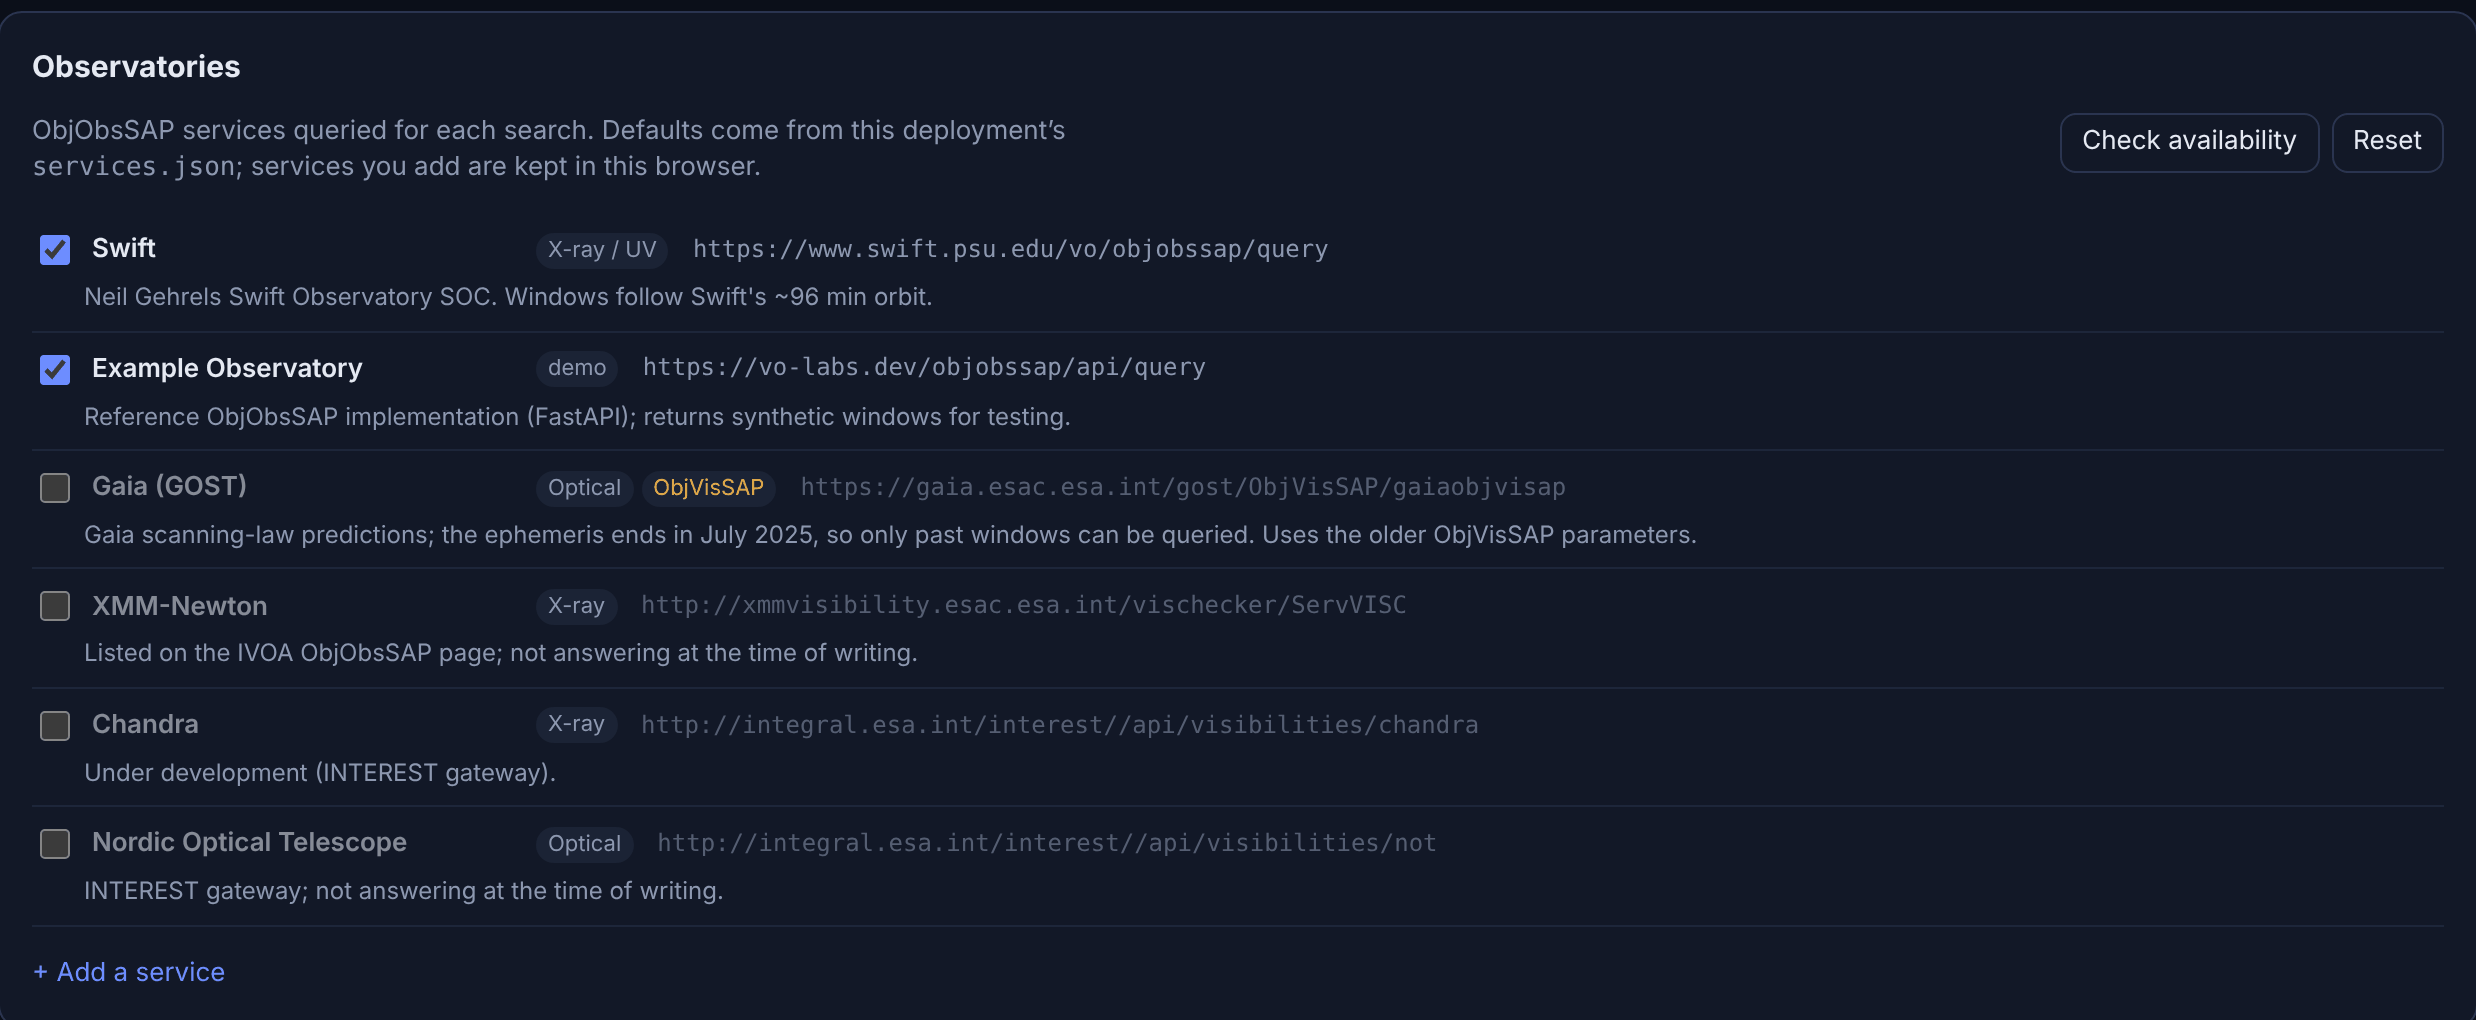 Observatories
ObjObsSAP services queried for each search. Defaults come from this deployment’s
services.json; services you add are kept in this browser.
Check availability Reset
Swift X-ray / UV https://www.swift.psu.edu/vo/objobssap/query
Neil Gehrels Swift Observatory SOC. Windows follow Swift's ~96 min orbit.
Example Observatory demo https://vo-labs.dev/objobssap/api/query
Reference ObjObsSAP implementation (FastAPI); returns synthetic windows for testing.
Gaia (GOST) Optical ObjVisSAP https://gaia.esac.esa.int/gost/ObjVisSAP/gaiaobjvisap
Gaia scanning-law predictions; the ephemeris ends in July 2025, so only past windows can be queried. Uses the older ObjVisSAP parameters.
XMM-Newton X-ray http://xmmvisibility.esac.esa.int/vischecker/ServVISC
Listed on the IVOA ObjObsSAP page; not answering at the time of writing.
Chandra X-ray http://integral.esa.int/interest//api/visibilities/chandra
Under development (INTEREST gateway).
Nordic Optical Telescope Optical http://integral.esa.int/interest//api/visibilities/not
INTEREST gateway; not answering at the time of writing.
+ Add a service